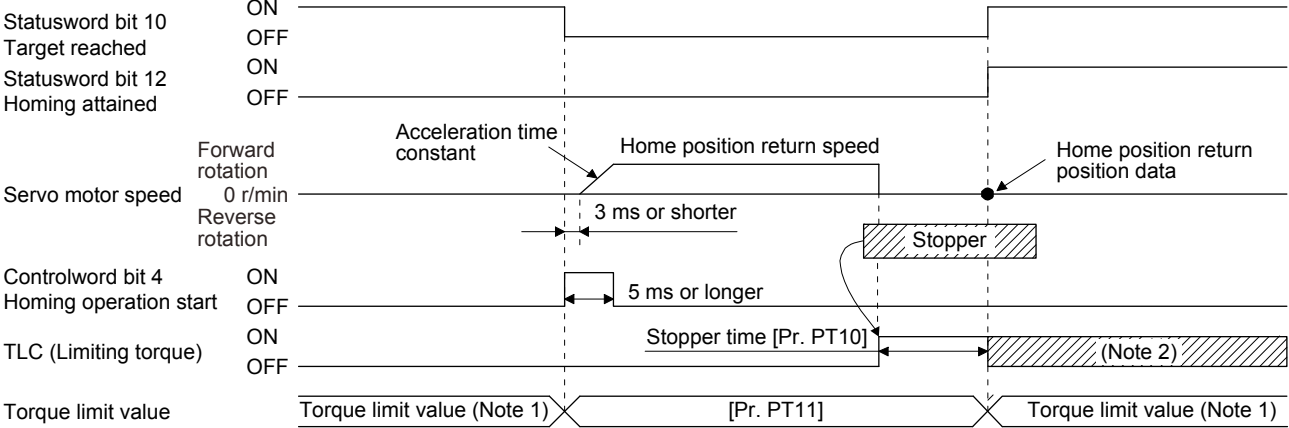 Statusword bit 10
Target reached
ON
OFF
Statusword bit 12
Homing attained
ON
OFF
Servo motor speed
Forward
rotation
0 r/min
Reverse
rotation
Acceleration time
constant
Home position return speed
Home position return
position data
3 ms or shorter
Stopper
Controlword bit 4
Homing operation start
ON
OFF
5 ms or longer
TLC (Limiting torque)
ON
OFF
Stopper time [Pr. PT10]
(Note 2)
Torque limit value
Torque limit value (Note 1)
[Pr. PT11]
Torque limit value (Note 1)